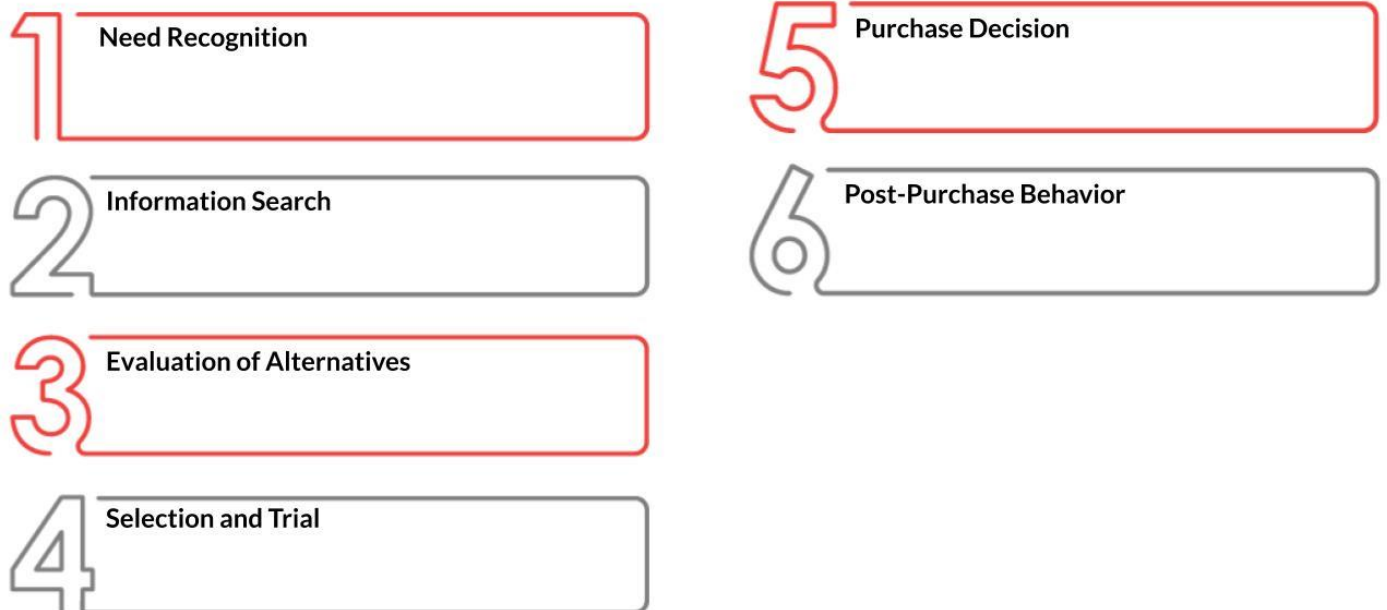 1 Need Recognition
2 Information Search
3 Evaluation of Alternatives
4 Selection and Trial
5 Purchase Decision
6 Post-Purchase Behavior